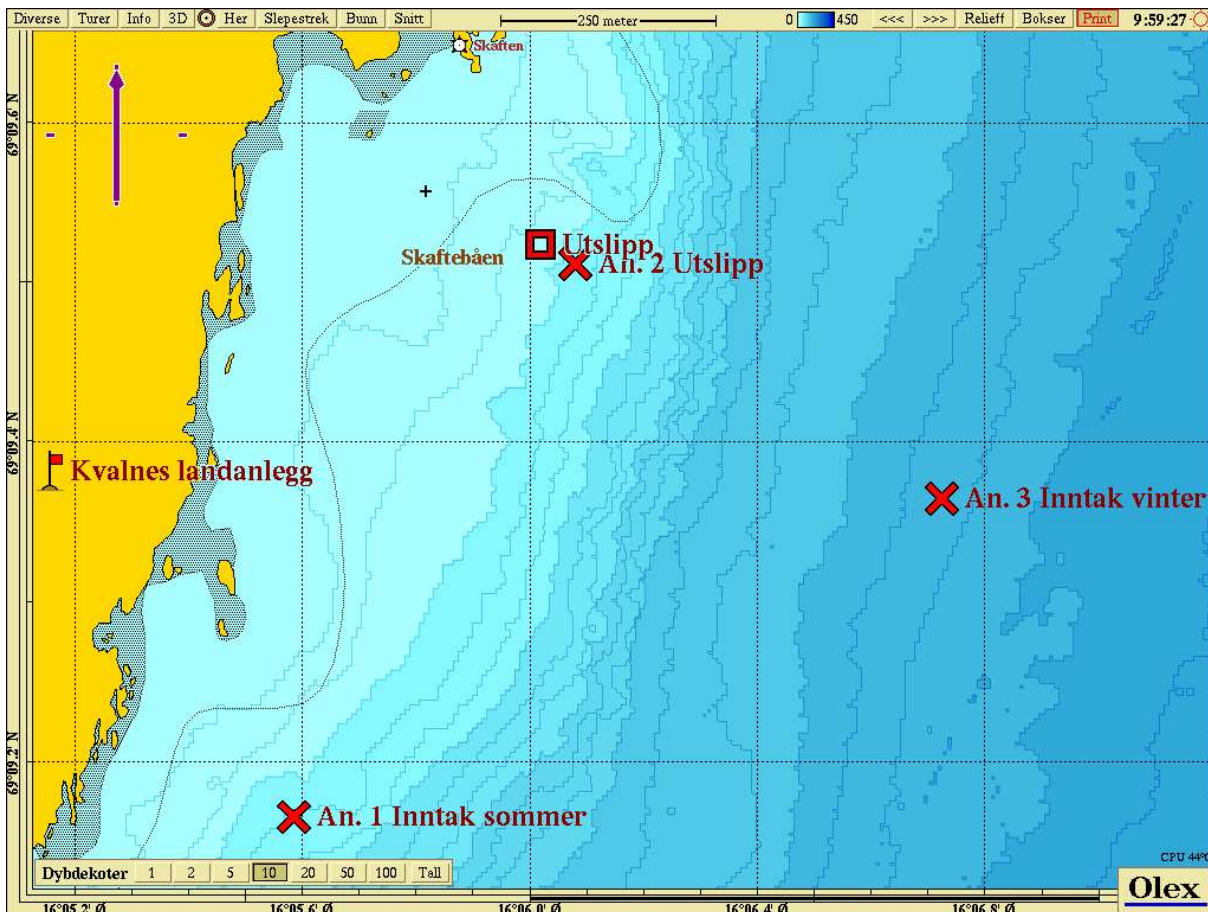 Diverse Turer Info 3D Her Slepestrek Bunn Snitt 250 meter 0 450 <<< >>> Relieff Bokser Print 9:59:27
Skåften
69°09.6' N
Utslipp
Skaftebåen
An. 2 Utslipp
69°09.4' N
Kvalnes landanlegg
An. 3 Inntak vinter
69°09.2' N
An. 1 Inntak sommer
CPU 44°C
Dybdekoter 1 2 5 10 20 50 100 Tall
Olex
16°05.2' Ø 16°05.6' Ø 16°06.0' Ø 16°06.4' Ø 16°06.8' Ø